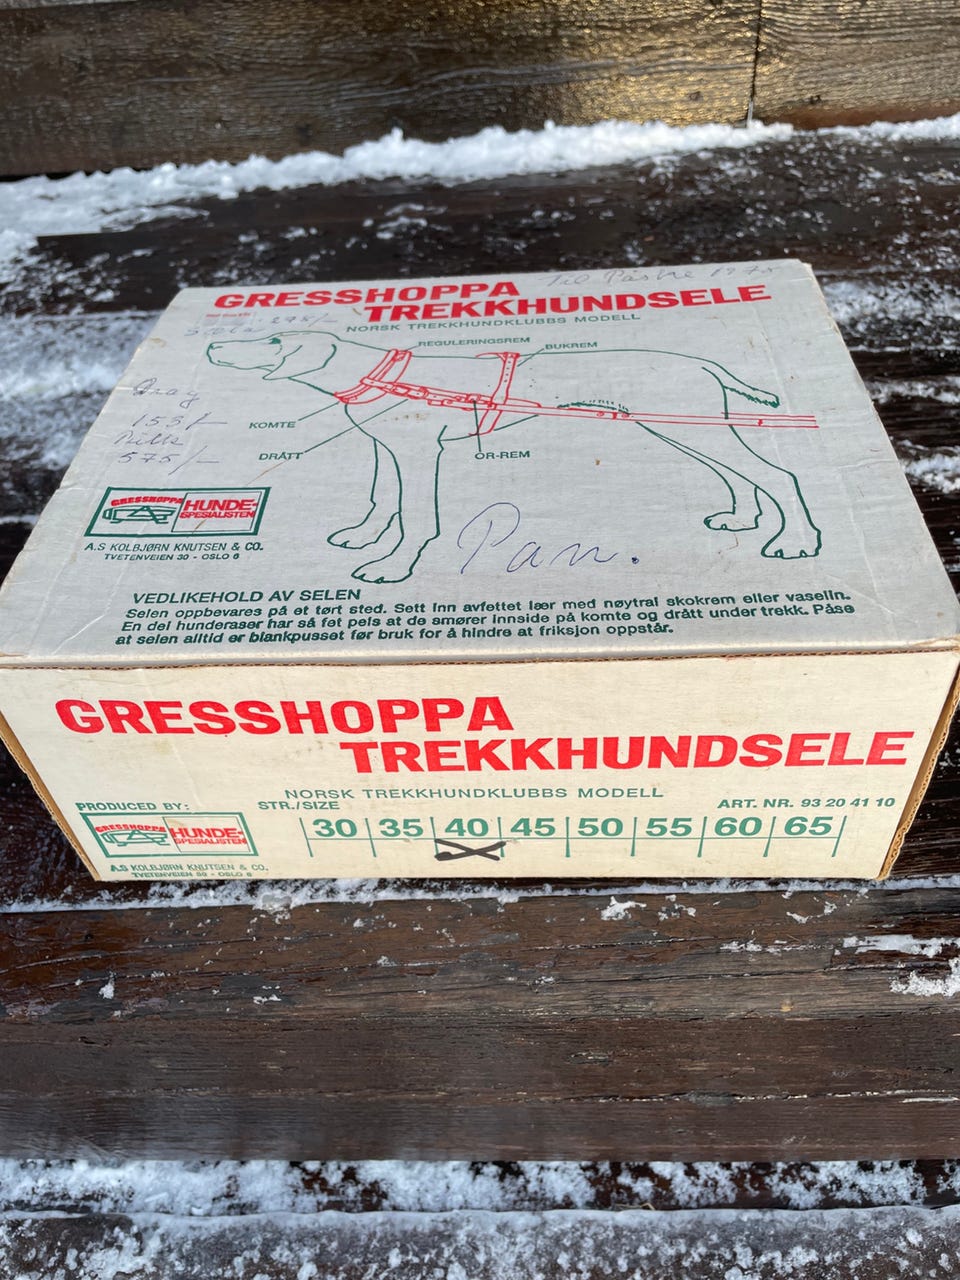 Til Påske 1975
GRESSHOPPA
TREKKHUNDSELE
NORSK TREKKHUNDKLUBBS MODELL
275/-
REGULERINGSREM
BUKREM
Drag
155/-
575/-
KOMTE
DRÅTT
OR-REM
GRESSHOPPA
HUNDE-
SPESIALISTEN
A.S KOLBJØRN KNUTSEN & CO.
TVETENVEIEN 30 - OSLO 6
Pan.
VEDLIKEHOLD AV SELEN
Selen oppbevares på et tørt sted. Sett inn avfettet lær med nøytral skokrem eller vaselin.
En del hunderaser har så fet pels at de smører innside på komte og drått under trekk. Påse
at selen alltid er blankpusset før bruk for å hindre at friksjon oppstår.
GRESSHOPPA
TREKKHUNDSELE
NORSK TREKKHUNDKLUBBS MODELL
PRODUCED BY:
STR./SIZE
ART. NR. 93 20 41 10
30 35 40 45 50 55 60 65
GRESSHOPPA
HUNDE-
SPESIALISTEN
A.S KOLBJØRN KNUTSEN & CO.
TVETENVEIEN 30 - OSLO 6